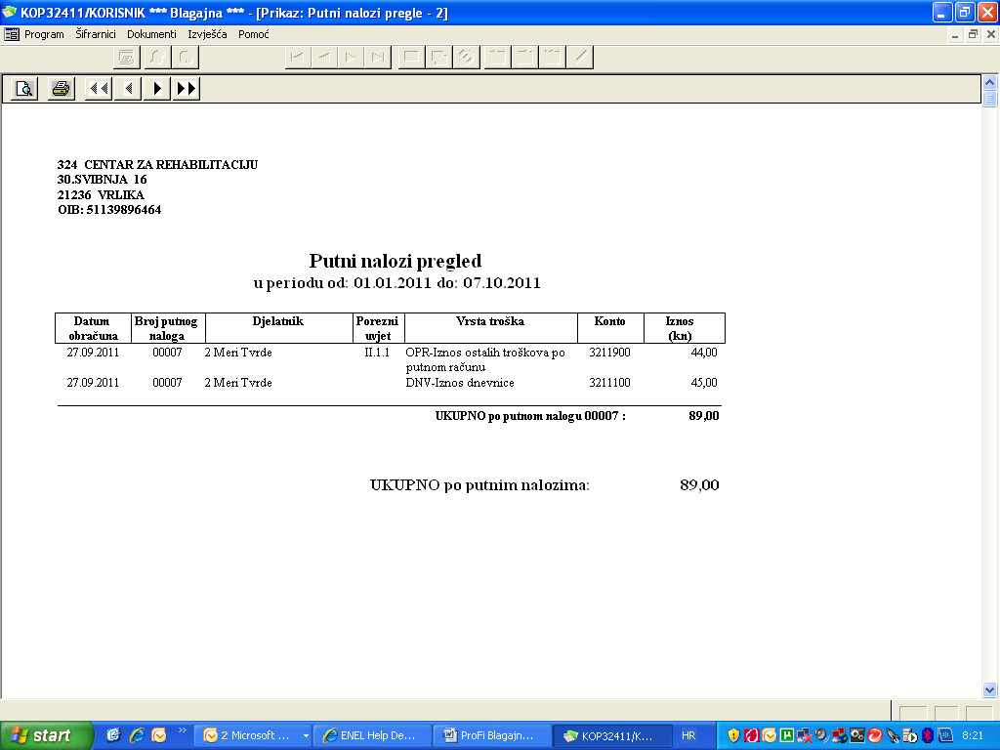 KOP32411/KORISNIK *** Blagajna *** - [Prikaz: Putni nalozi pregle - 2]
Program Šifrarnici Dokumenti Izvješća Pomoć
324 CENTAR ZA REHABILITACIJU
30.SVIBNJA 16
21236 VRLIKA
OIB: 51139896464
Putni nalozi pregled
u periodu od: 01.01.2011 do: 07.10.2011
Datum Broj putnog Djelatnik Porezni Vrsta troška Konto Iznos
obračuna naloga uvjet (kn)
27.09.2011 00007 2 Meri Tvrde II.1.1 OPR-Iznos ostalih troškova po 3211900 44,00
putnom računu
27.09.2011 00007 2 Meri Tvrde DNV-Iznos dnevnice 3211100 45,00
UKUPNO po putnom nalogu 00007 : 89,00
UKUPNO po putnim nalozima: 89,00
start 2 Microsoft ... ENEL Help De... ProFi Blagajn... KOP32411/K... HR 8:21